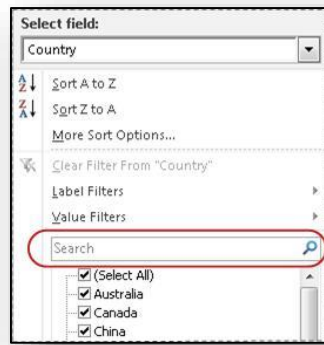 Select field:
Country
Sort A to Z
Sort Z to A
More Sort Options...
Clear Filter From "Country"
Label Filters
Value Filters
Search
(Select All)
Australia
Canada
China